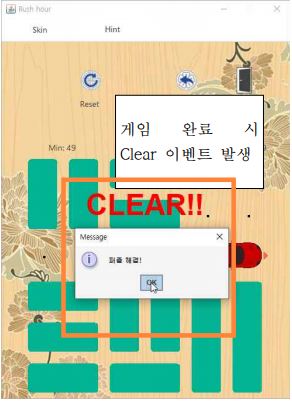 Rush hour
Skin Hint
Reset
Min: 49
게임 완료 시
Clear 이벤트 발생
CLEAR!!
Message
퍼즐 해결!
OK